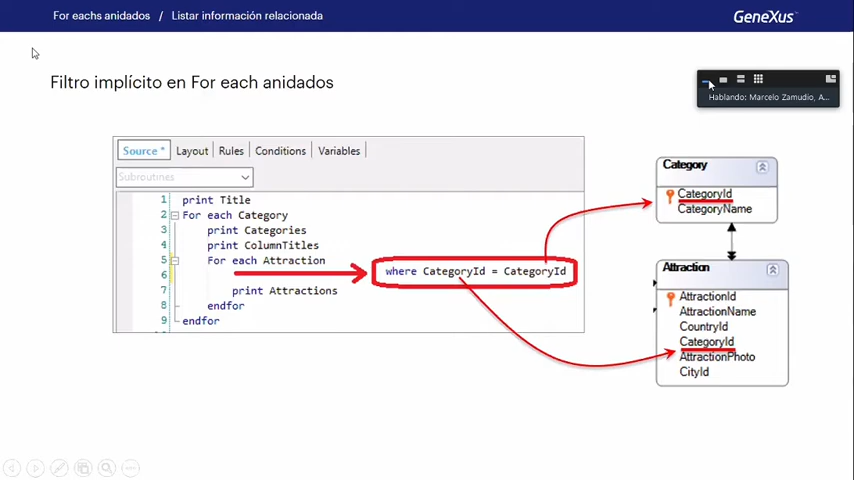 For eachs anidados / Listar información relacionada
GeneXus™
Filtro implícito en For each anidados
Hablando: Marcelo Zamudio, A...
Source * Layout Rules Conditions Variables
Subroutines
1 print Title
2 For each Category
3 print Categories
4 print ColumnTitles
5 For each Attraction
6 where CategoryId = CategoryId
7 print Attractions
8 endfor
9 endfor
Category
CategoryId
CategoryName
Attraction
AttractionId
AttractionName
CountryId
CategoryId
AttractionPhoto
CityId